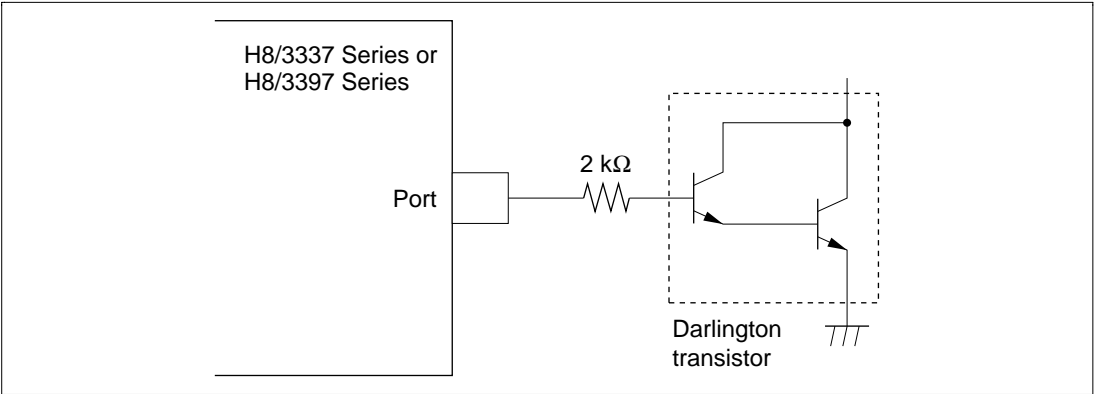 H8/3337 Series or
H8/3397 Series
2 kΩ
Port
Darlington
transistor